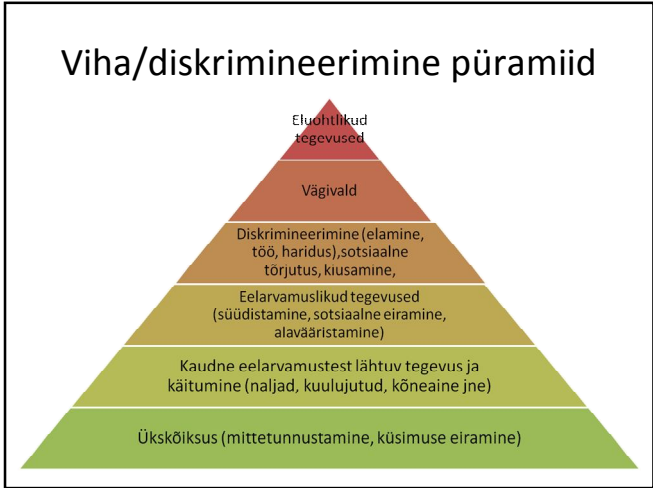 Viha/diskrimineerimine püramiid
Eluohtlikud
tegevused
Vägivald
Diskrimineerimine (elamine,
töö, haridus),sotsiaalne
tõrjutus, kiusamine,
Eelarvamuslikud tegevused
(süüdistamine, sotsiaalne eiramine,
alavääristamine)
Kaudne eelarvamustest lähtuv tegevus ja
käitumine (naljad, kuulujutud, kõneaine jne)
Ükskõiksus (mittetunnustamine, küsimuse eiramine)